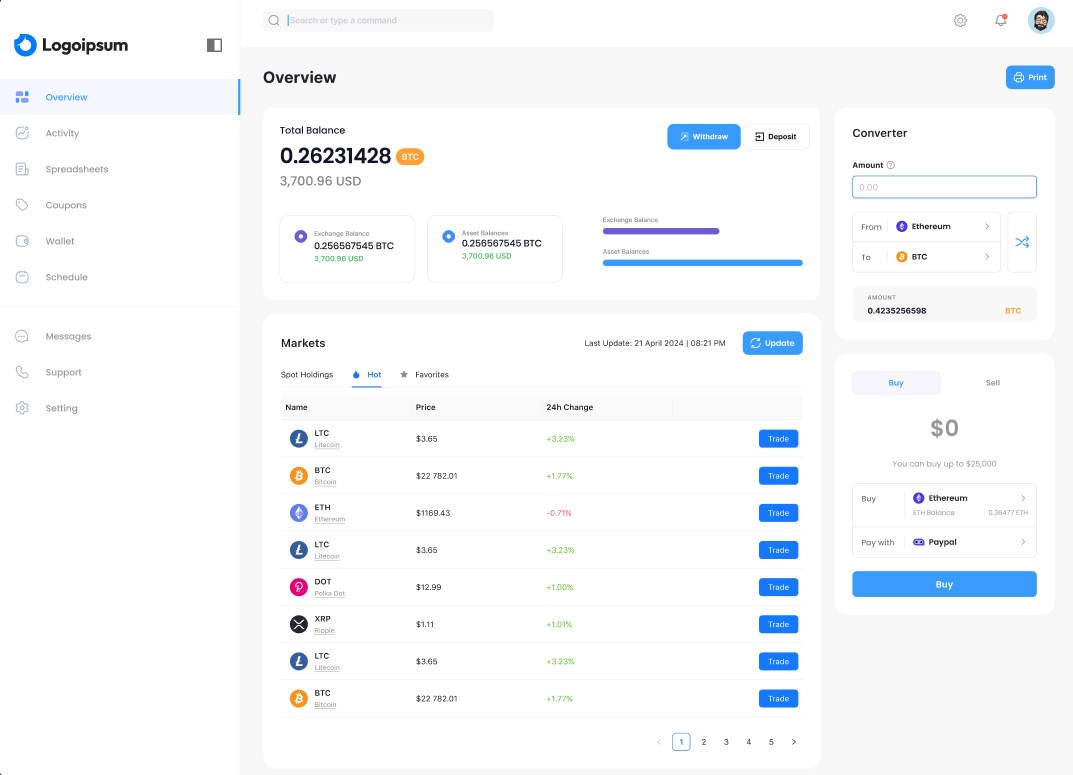 Logoipsum
Search or type a command
Overview
Activity
Spreadsheets
Coupons
Wallet
Schedule
Messages
Support
Setting
Overview
Print
Total Balance
0.26231428 BTC
3,700.96 USD
Withdraw
Deposit
Exchange Balance
0.256567545 BTC
3,700.96 USD
Asset Balances
0.256567545 BTC
3,700.96 USD
Exchange Balance
Asset Balances
Markets
Last Update: 21 April 2024 | 08:21 PM
Update
Spot Holdings Hot Favorites
Name Price 24h Change
LTC
Litecoin
$3.65 +3.23% Trade
BTC
Bitcoin
$22 782.01 +1.77% Trade
ETH
Ethereum
$1169.43 -0.71% Trade
LTC
Litecoin
$3.65 +3.23% Trade
DOT
Polka Dot
$12.99 +1.00% Trade
XRP
Ripple
$1.11 +1.01% Trade
LTC
Litecoin
$3.65 +3.23% Trade
BTC
Bitcoin
$22 782.01 +1.77% Trade
< 1 2 3 4 5 >
Converter
Amount
0.00
From Ethereum
To BTC
AMOUNT
0.4235256598 BTC
Buy Sell
$0
You can buy up to $25,000
Buy Ethereum
ETH Balance 0.36477 ETH
Pay with Paypal
Buy